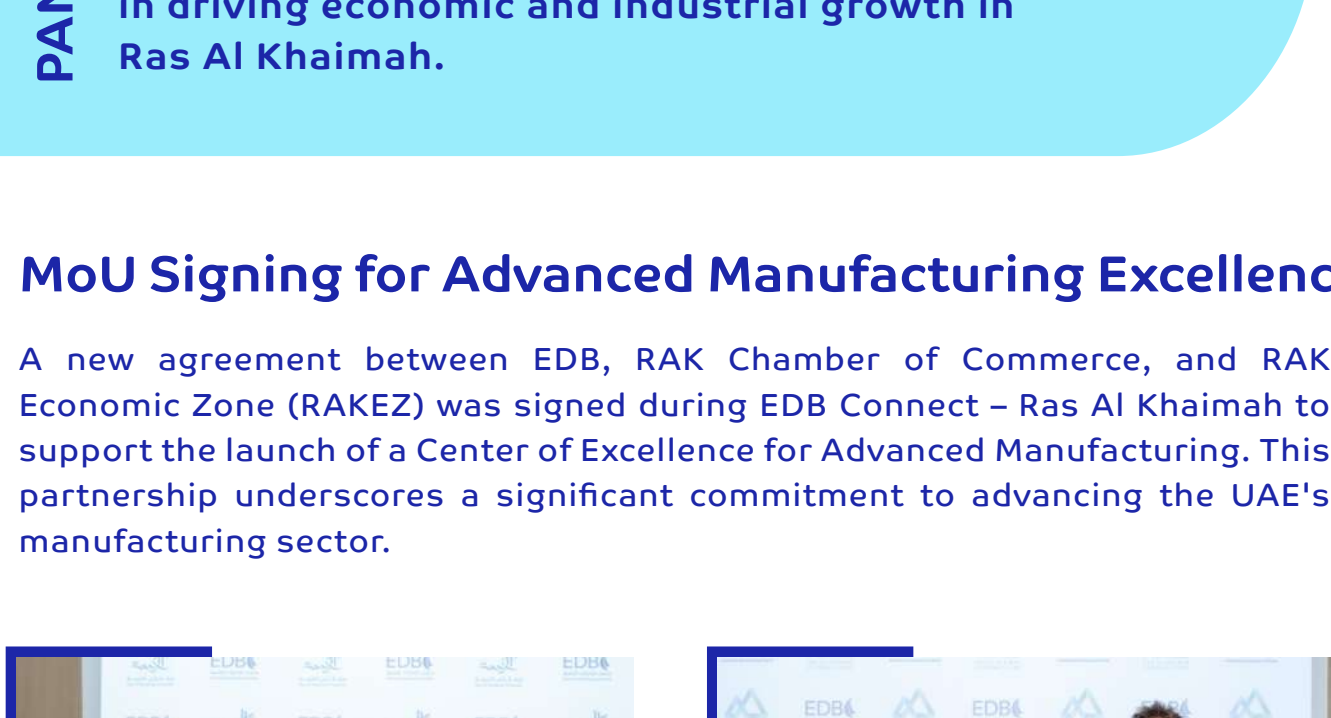 in driving economic and industrial growth in
Ras Al Khaimah.
MoU Signing for Advanced Manufacturing
A new agreement between EDB, RAK Chamber of Commerce, and RAK
Economic Zone (RAKEZ) was signed during EDB Connect – Ras Al Khaimah to
support the launch of a Center of Excellence for Advanced Manufacturing. This
partnership underscores a significant commitment to advancing the UAE's
manufacturing sector.
EDB EDB EDB
EDB EDB EDB